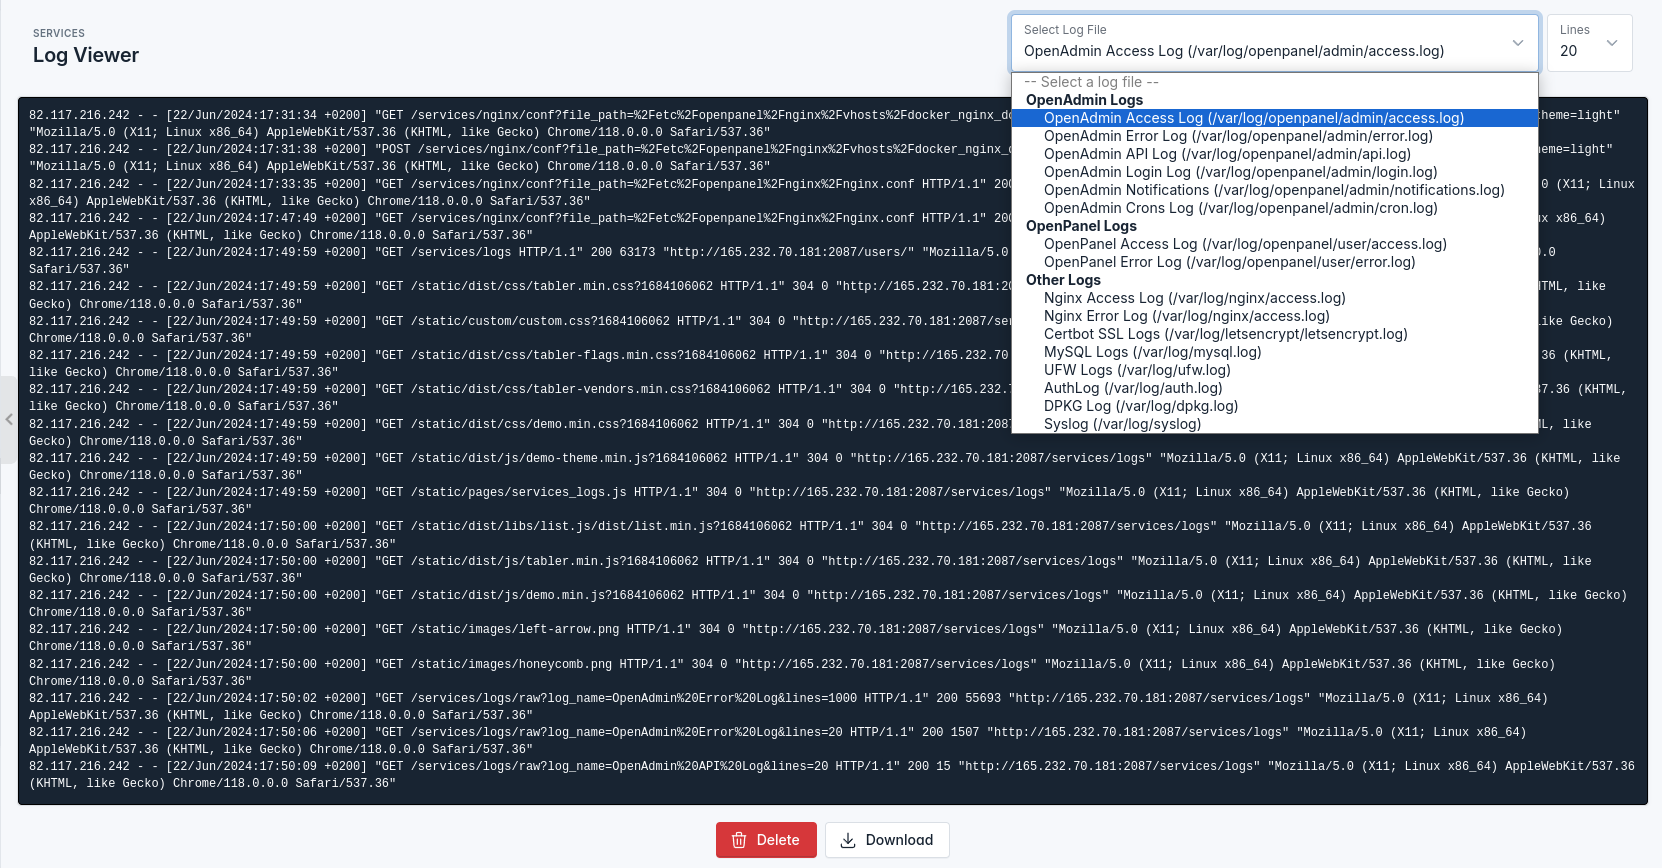 SERVICES
Log Viewer
Select Log File
OpenAdmin Access Log (/var/log/openpanel/admin/access.log)
Lines
20
-- Select a log file --
OpenAdmin Logs
OpenAdmin Access Log (/var/log/openpanel/admin/access.log)
OpenAdmin Error Log (/var/log/openpanel/admin/error.log)
OpenAdmin API Log (/var/log/openpanel/admin/api.log)
OpenAdmin Login Log (/var/log/openpanel/admin/login.log)
OpenAdmin Notifications (/var/log/openpanel/admin/notifications.log)
OpenAdmin Crons Log (/var/log/openpanel/admin/cron.log)
OpenPanel Logs
OpenPanel Access Log (/var/log/openpanel/user/access.log)
OpenPanel Error Log (/var/log/openpanel/user/error.log)
Other Logs
Nginx Access Log (/var/log/nginx/access.log)
Nginx Error Log (/var/log/nginx/access.log)
Certbot SSL Logs (/var/log/letsencrypt/letsencrypt.log)
MySQL Logs (/var/log/mysql.log)
UFW Logs (/var/log/ufw.log)
AuthLog (/var/log/auth.log)
DPKG Log (/var/log/dpkg.log)
Syslog (/var/log/syslog)
82.117.216.242 - - [22/Jun/2024:17:31:34 +0200] "GET /services/nginx/conf?file_path=%2Fetc%2Fopenpanel%2Fnginx%2Fvhosts%2Fdocker_nginx_d heme=light"
"Mozilla/5.0 (X11; Linux x86_64) AppleWebKit/537.36 (KHTML, like Gecko) Chrome/118.0.0.0 Safari/537.36"
82.117.216.242 - - [22/Jun/2024:17:31:38 +0200] "POST /services/nginx/conf?file_path=%2Fetc%2Fopenpanel%2Fnginx%2Fvhosts%2Fdocker_nginx_ eme=light"
"Mozilla/5.0 (X11; Linux x86_64) AppleWebKit/537.36 (KHTML, like Gecko) Chrome/118.0.0.0 Safari/537.36"
82.117.216.242 - - [22/Jun/2024:17:33:35 +0200] "GET /services/nginx/conf?file_path=%2Fetc%2Fopenpanel%2Fnginx%2Fnginx.conf HTTP/1.1" 200 0 (X11; Linux
x86_64) AppleWebKit/537.36 (KHTML, like Gecko) Chrome/118.0.0.0 Safari/537.36"
82.117.216.242 - - [22/Jun/2024:17:47:49 +0200] "GET /services/nginx/conf?file_path=%2Fetc%2Fopenpanel%2Fnginx%2Fnginx.conf HTTP/1.1" 200 x x86_64)
AppleWebKit/537.36 (KHTML, like Gecko) Chrome/118.0.0.0 Safari/537.36"
82.117.216.242 - - [22/Jun/2024:17:49:59 +0200] "GET /services/logs HTTP/1.1" 200 63173 "http://165.232.70.181:2087/users/" "Mozilla/5.0 .0
Safari/537.36"
82.117.216.242 - - [22/Jun/2024:17:49:59 +0200] "GET /static/dist/css/tabler.min.css?1684106062 HTTP/1.1" 304 0 "http://165.232.70.181:2 TML, like
Gecko) Chrome/118.0.0.0 Safari/537.36"
82.117.216.242 - - [22/Jun/2024:17:49:59 +0200] "GET /static/custom/custom.css?1684106062 HTTP/1.1" 304 0 "http://165.232.70.181:2087/se ike Gecko)
Chrome/118.0.0.0 Safari/537.36"
82.117.216.242 - - [22/Jun/2024:17:49:59 +0200] "GET /static/dist/css/tabler-flags.min.css?1684106062 HTTP/1.1" 304 0 "http://165.232.70 36 (KHTML,
like Gecko) Chrome/118.0.0.0 Safari/537.36"
82.117.216.242 - - [22/Jun/2024:17:49:59 +0200] "GET /static/dist/css/tabler-vendors.min.css?1684106062 HTTP/1.1" 304 0 "http://165.232. 7.36 (KHTML,
like Gecko) Chrome/118.0.0.0 Safari/537.36"
82.117.216.242 - - [22/Jun/2024:17:49:59 +0200] "GET /static/dist/css/demo.min.css?1684106062 HTTP/1.1" 304 0 "http://165.232.70.181:208 L, like
Gecko) Chrome/118.0.0.0 Safari/537.36"
82.117.216.242 - - [22/Jun/2024:17:49:59 +0200] "GET /static/dist/js/demo-theme.min.js?1684106062 HTTP/1.1" 304 0 "http://165.232.70.181:2087/services/logs" "Mozilla/5.0 (X11; Linux x86_64) AppleWebKit/537.36 (KHTML, like
Gecko) Chrome/118.0.0.0 Safari/537.36"
82.117.216.242 - - [22/Jun/2024:17:49:59 +0200] "GET /static/pages/services_logs.js HTTP/1.1" 304 0 "http://165.232.70.181:2087/services/logs" "Mozilla/5.0 (X11; Linux x86_64) AppleWebKit/537.36 (KHTML, like Gecko)
Chrome/118.0.0.0 Safari/537.36"
82.117.216.242 - - [22/Jun/2024:17:50:00 +0200] "GET /static/dist/libs/list.js/dist/list.min.js?1684106062 HTTP/1.1" 304 0 "http://165.232.70.181:2087/services/logs" "Mozilla/5.0 (X11; Linux x86_64) AppleWebKit/537.36
(KHTML, like Gecko) Chrome/118.0.0.0 Safari/537.36"
82.117.216.242 - - [22/Jun/2024:17:50:00 +0200] "GET /static/dist/js/tabler.min.js?1684106062 HTTP/1.1" 304 0 "http://165.232.70.181:2087/services/logs" "Mozilla/5.0 (X11; Linux x86_64) AppleWebKit/537.36 (KHTML, like
Gecko) Chrome/118.0.0.0 Safari/537.36"
82.117.216.242 - - [22/Jun/2024:17:50:00 +0200] "GET /static/dist/js/demo.min.js?1684106062 HTTP/1.1" 304 0 "http://165.232.70.181:2087/services/logs" "Mozilla/5.0 (X11; Linux x86_64) AppleWebKit/537.36 (KHTML, like Gecko)
Chrome/118.0.0.0 Safari/537.36"
82.117.216.242 - - [22/Jun/2024:17:50:00 +0200] "GET /static/images/left-arrow.png HTTP/1.1" 304 0 "http://165.232.70.181:2087/services/logs" "Mozilla/5.0 (X11; Linux x86_64) AppleWebKit/537.36 (KHTML, like Gecko)
Chrome/118.0.0.0 Safari/537.36"
82.117.216.242 - - [22/Jun/2024:17:50:00 +0200] "GET /static/images/honeycomb.png HTTP/1.1" 304 0 "http://165.232.70.181:2087/services/logs" "Mozilla/5.0 (X11; Linux x86_64) AppleWebKit/537.36 (KHTML, like Gecko)
Chrome/118.0.0.0 Safari/537.36"
82.117.216.242 - - [22/Jun/2024:17:50:02 +0200] "GET /services/logs/raw?log_name=OpenAdmin%20Error%20Log&lines=1000 HTTP/1.1" 200 55693 "http://165.232.70.181:2087/services/logs" "Mozilla/5.0 (X11; Linux x86_64)
AppleWebKit/537.36 (KHTML, like Gecko) Chrome/118.0.0.0 Safari/537.36"
82.117.216.242 - - [22/Jun/2024:17:50:06 +0200] "GET /services/logs/raw?log_name=OpenAdmin%20Error%20Log&lines=20 HTTP/1.1" 200 1507 "http://165.232.70.181:2087/services/logs" "Mozilla/5.0 (X11; Linux x86_64)
AppleWebKit/537.36 (KHTML, like Gecko) Chrome/118.0.0.0 Safari/537.36"
82.117.216.242 - - [22/Jun/2024:17:50:09 +0200] "GET /services/logs/raw?log_name=OpenAdmin%20API%20Log&lines=20 HTTP/1.1" 200 15 "http://165.232.70.181:2087/services/logs" "Mozilla/5.0 (X11; Linux x86_64) AppleWebKit/537.36
(KHTML, like Gecko) Chrome/118.0.0.0 Safari/537.36"
Delete
Download